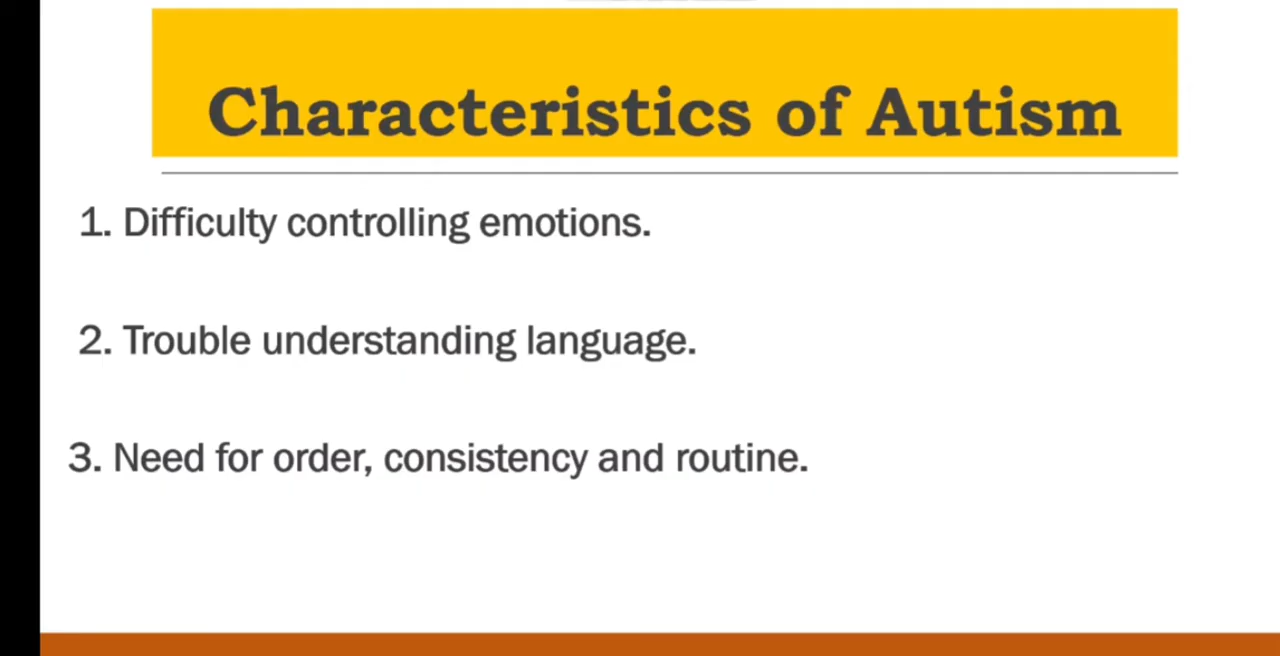 Characteristics of Autism
1. Difficulty controlling emotions.
2. Trouble understanding language.
3. Need for order, consistency and routine.